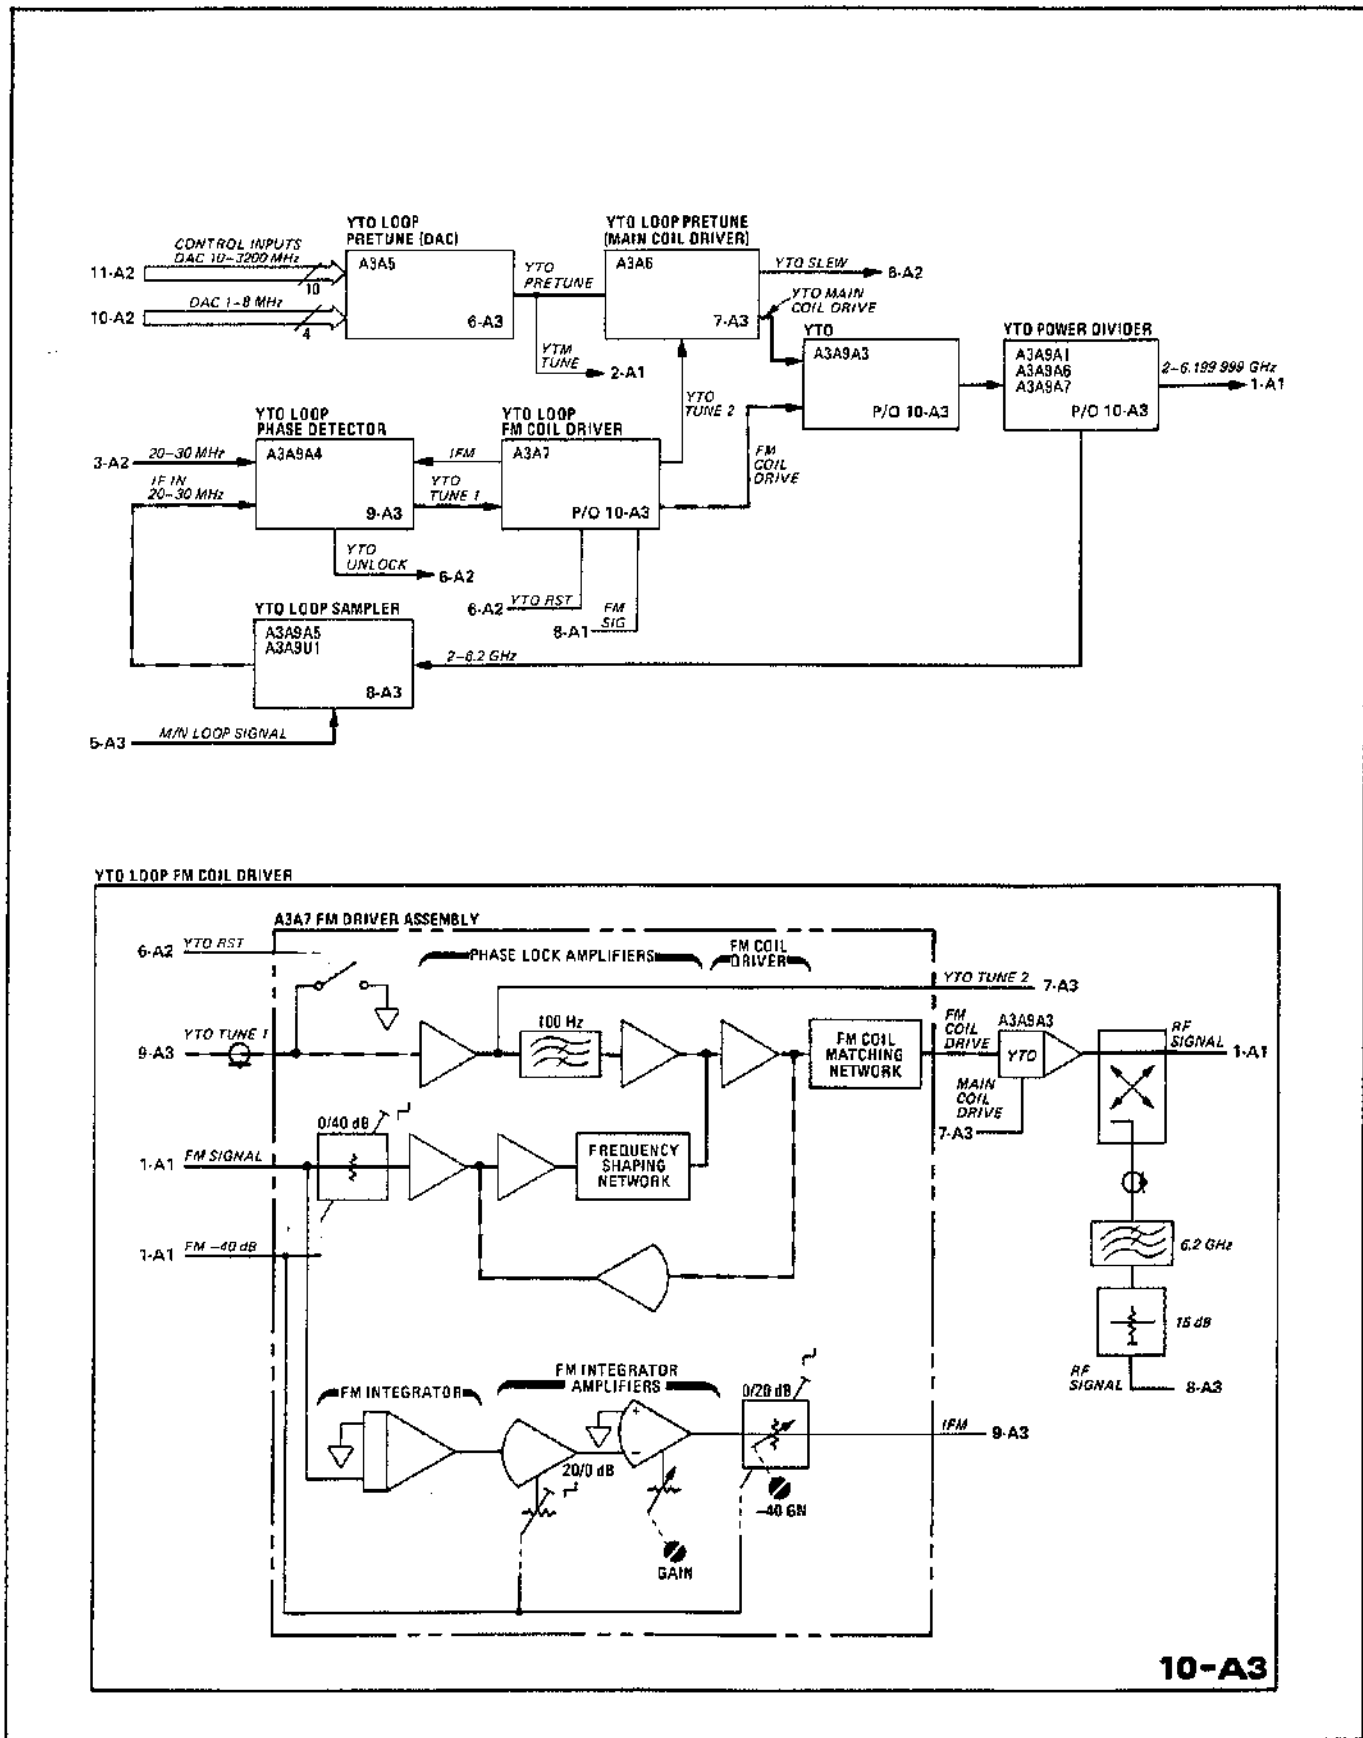 YTO LOOP
PRETUNE (DAC)
YTO LOOP PRETUNE
(MAIN COIL DRIVER)
CONTROL INPUTS
DAC 10-3200 MHz
11-A2
10
A3A5
6-A3
YTO
PRETUNE
A3A6
7-A3
YTO SLEW
8-A2
DAC 1-8 MHz
10-A2
4
YTO MAIN
COIL DRIVE
YTM
TUNE
2-A1
YTO
A3A9A3
P/O 10-A3
YTO POWER DIVIDER
A3A9A1
A3A9A6
A3A9A7
P/O 10-A3
2-6.199 999 GHz
1-A1
YTO
TUNE 2
YTO LOOP
PHASE DETECTOR
YTO LOOP
FM COIL DRIVER
3-A2
20-30 MHz
A3A9A4
9-A3
IFM
A3A7
P/O 10-A3
IF IN
20-30 MHz
YTO
TUNE 1
FM
COIL
DRIVE
YTO
UNLOCK
6-A2
6-A2
YTO RST
FM
SIG
8-A1
YTO LOOP SAMPLER
A3A9A5
A3A9U1
8-A3
2-6.2 GHz
5-A3
M/N LOOP SIGNAL
YTO LOOP FM COIL DRIVER
A3A7 FM DRIVER ASSEMBLY
6-A2
YTO RST
PHASE LOCK AMPLIFIERS
FM COIL
DRIVER
YTO TUNE 2
7-A3
9-A3
YTO TUNE 1
100 Hz
FM COIL
MATCHING
NETWORK
FM
COIL
DRIVE
A3A9A3
YTO
RF
SIGNAL
1-A1
MAIN
COIL
DRIVE
7-A3
0/40 dB
1-A1
FM SIGNAL
FREQUENCY
SHAPING
NETWORK
1-A1
FM -40 dB
6.2 GHz
RF
SIGNAL
8-A3
FM INTEGRATOR
FM INTEGRATOR
AMPLIFIERS
0/20 dB
+
-
20/0 dB
IFM
9-A3
-40 GN
GAIN
10-A3